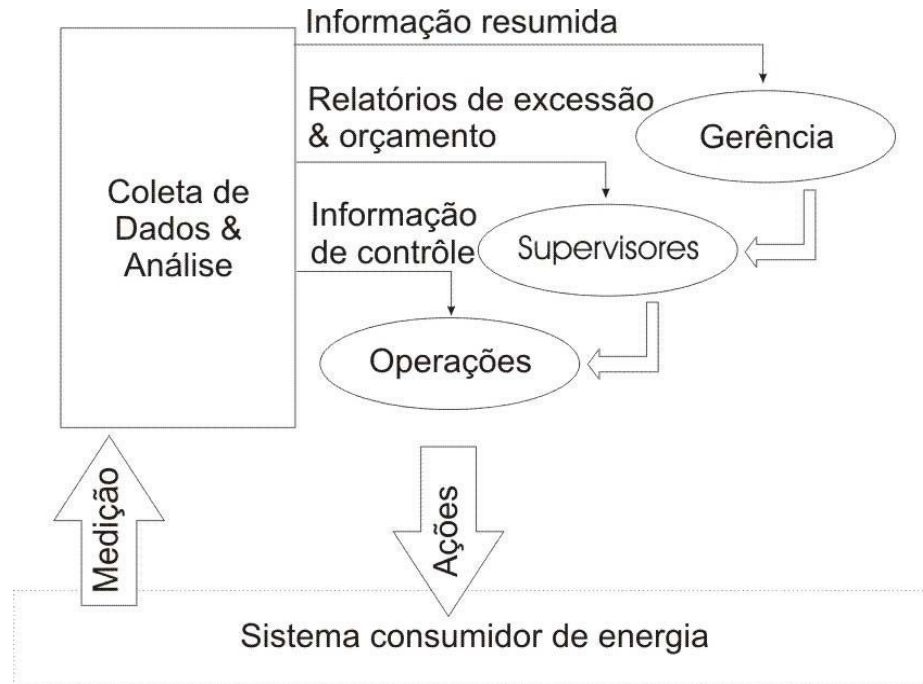 Informação resumida
Relatórios de excessão
& orçamento
Gerência
Coleta de
Dados &
Análise
Informação
de contrôle
Supervisores
Operações
Medição
Ações
Sistema consumidor de energia